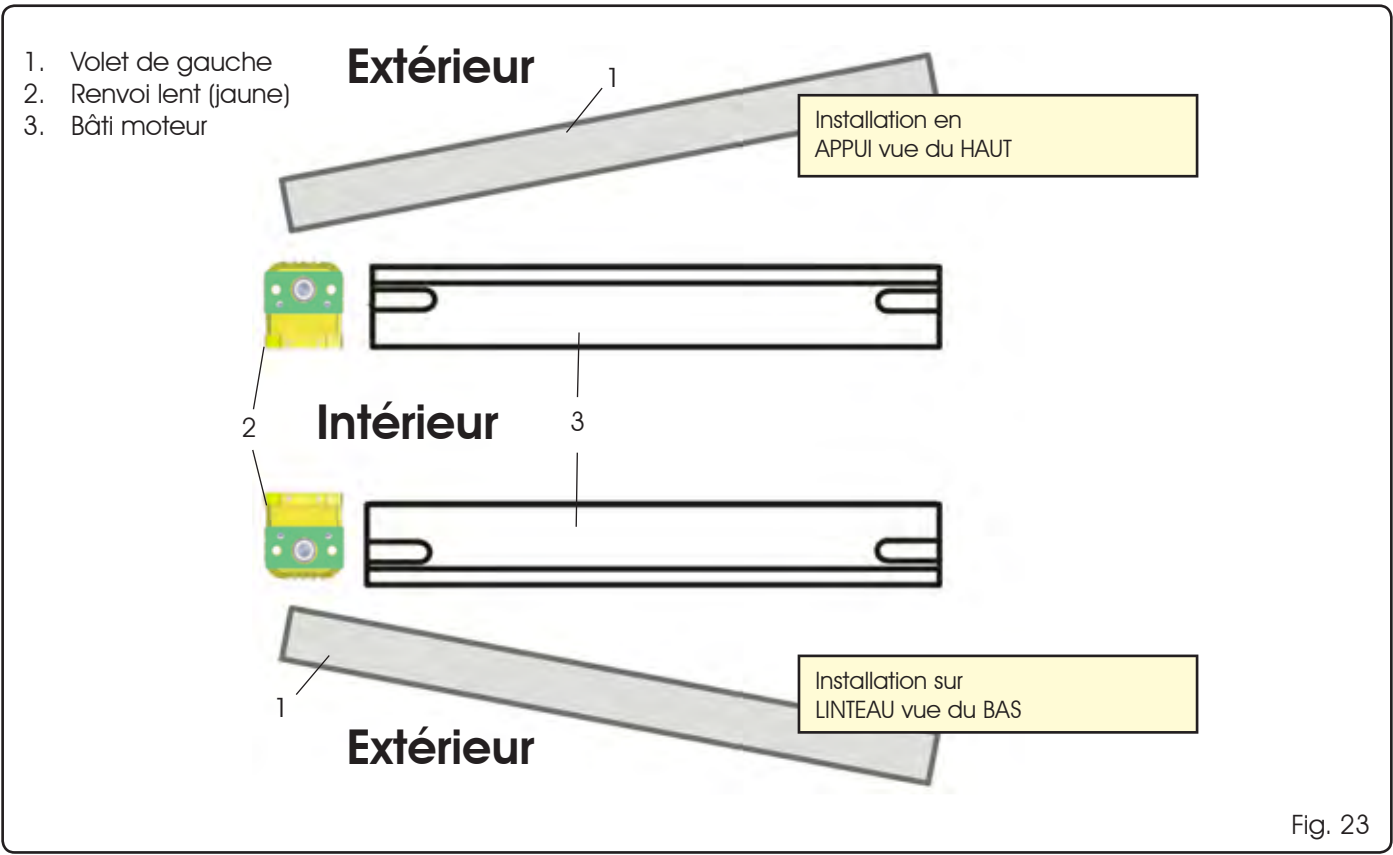 1. Volet de gauche
2. Renvoi lent (jaune)
3. Bâti moteur
Extérieur
1
Installation en
APPUI vue du HAUT
2
Intérieur
3
1
Installation sur
LINTEAU vue du BAS
Extérieur
Fig. 23